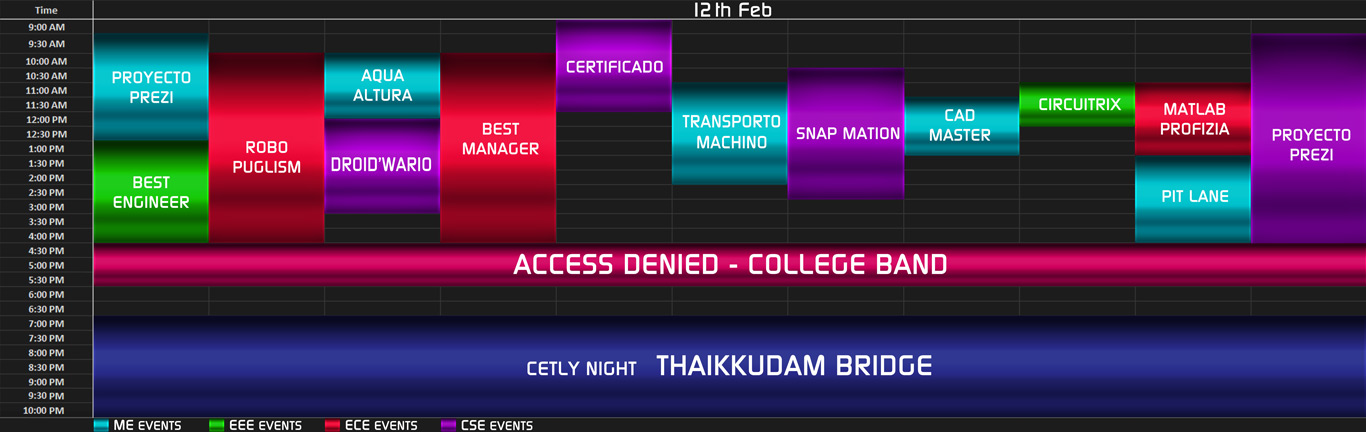 Time
12th Feb
9:00 AM
9:30 AM
10:00 AM
10:30 AM
11:00 AM
11:30 AM
12:00 PM
12:30 PM
1:00 PM
1:30 PM
2:00 PM
2:30 PM
3:00 PM
3:30 PM
4:00 PM
4:30 PM
5:00 PM
5:30 PM
6:00 PM
6:30 PM
7:00 PM
7:30 PM
8:00 PM
8:30 PM
9:00 PM
9:30 PM
10:00 PM
PROYECTO
PREZI
BEST
ENGINEER
ROBO
PUGLISM
AQUA
ALTURA
DROID'WARIO
BEST
MANAGER
CERTIFICADO
TRANSPORTO
MACHINO
SNAP MATION
CAD
MASTER
CIRCUITRIX
MATLAB
PROFIZIA
PIT LANE
PROYECTO
PREZI
ACCESS DENIED - COLLEGE BAND
CETLY NIGHT THAIKKUDAM BRIDGE
ME EVENTS
EEE EVENTS
ECE EVENTS
CSE EVENTS